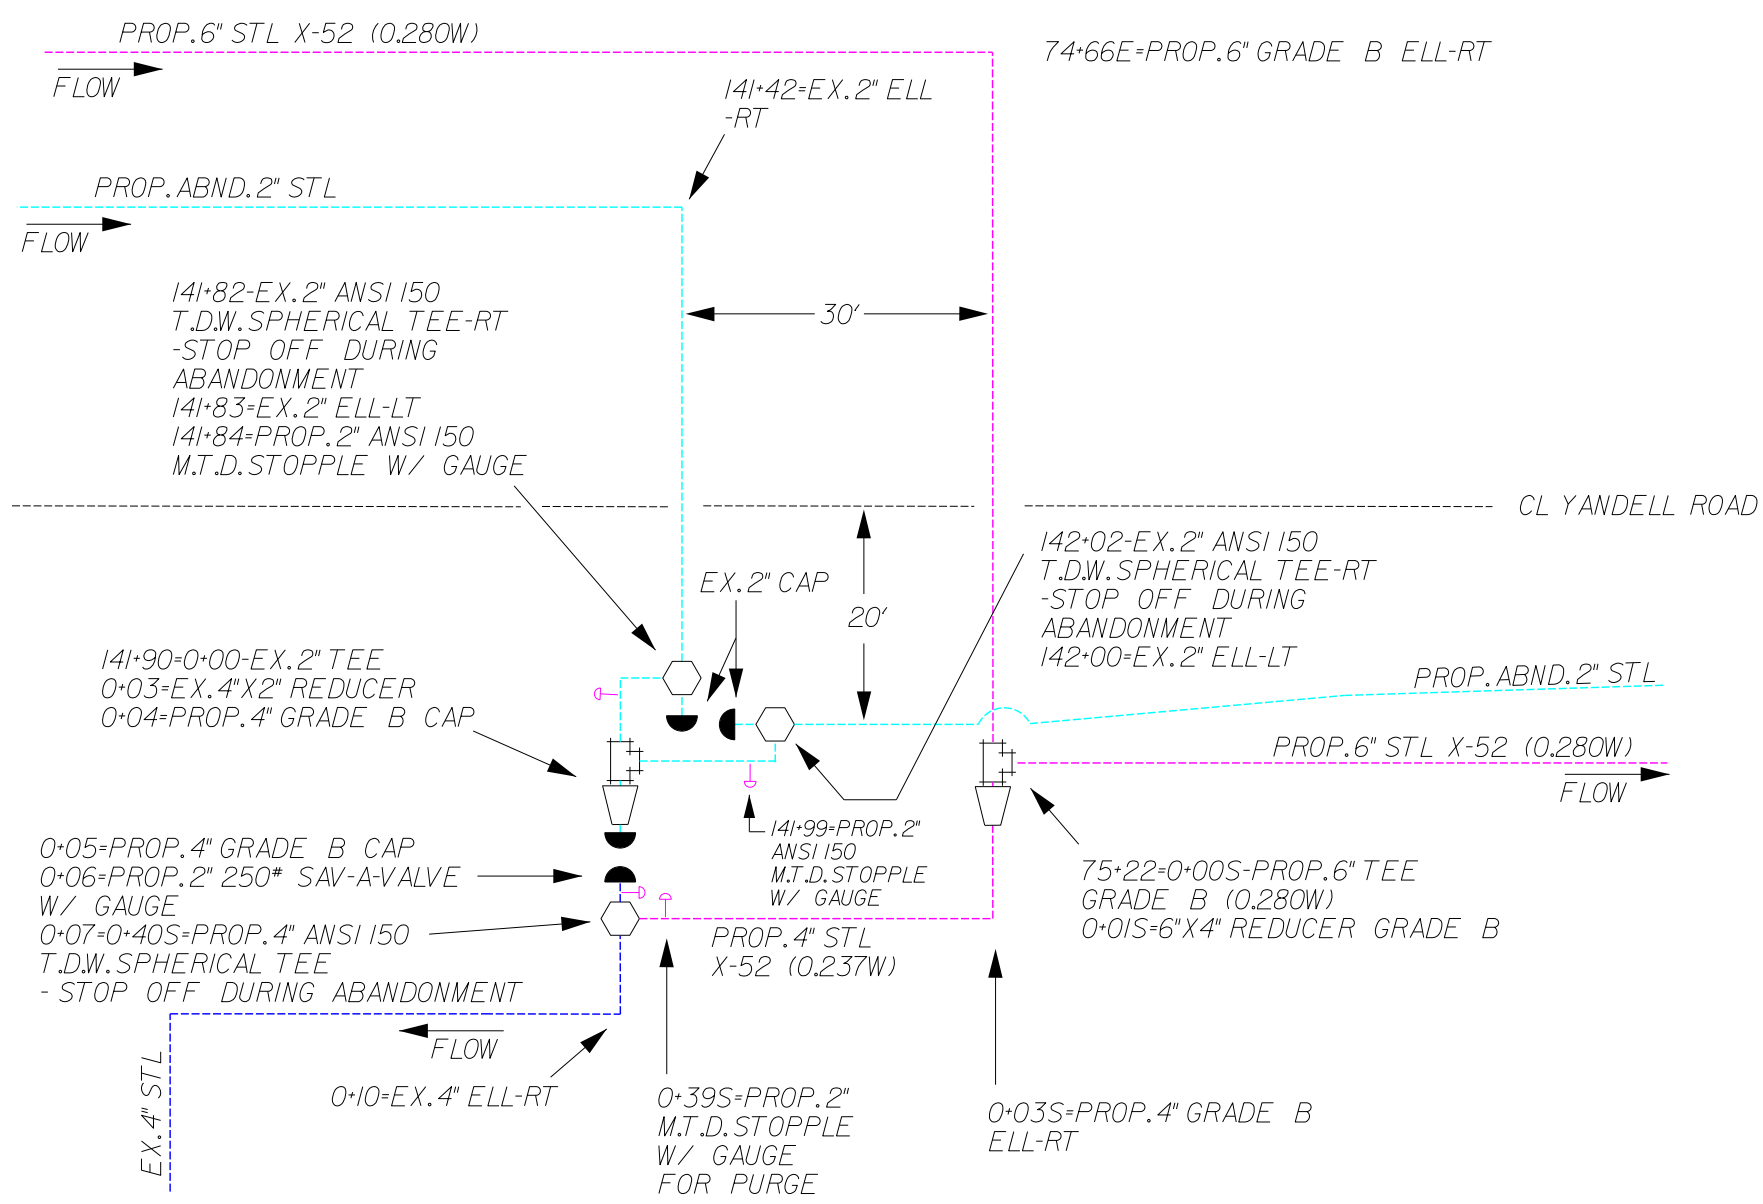 PROP. 6" STL X-52 (0.280W)
FLOW
74+66E=PROP. 6" GRADE B ELL-RT
141+42=EX. 2" ELL
-RT
PROP. ABND. 2" STL
FLOW
141+82-EX. 2" ANSI 150
T.D.W. SPHERICAL TEE-RT
-STOP OFF DURING
ABANDONMENT
141+83=EX. 2" ELL-LT
141+84=PROP. 2" ANSI 150
M.T.D. STOPPLE W/ GAUGE
30'
CL YANDELL ROAD
EX. 2" CAP
20'
142+02-EX. 2" ANSI 150
T.D.W. SPHERICAL TEE-RT
-STOP OFF DURING
ABANDONMENT
142+00=EX. 2" ELL-LT
PROP. ABND. 2" STL
141+90=0+00-EX. 2" TEE
0+03=EX. 4"X2" REDUCER
0+04=PROP. 4" GRADE B CAP
PROP. 6" STL X-52 (0.280W)
FLOW
141+99=PROP. 2"
ANSI 150
M.T.D. STOPPLE
W/ GAUGE
0+05=PROP. 4" GRADE B CAP
0+06=PROP. 2" 250# SAV-A-VALVE
W/ GAUGE
0+07=0+40S=PROP. 4" ANSI 150
T.D.W. SPHERICAL TEE
- STOP OFF DURING ABANDONMENT
75+22=0+00S-PROP. 6" TEE
GRADE B (0.280W)
0+01S=6"X4" REDUCER GRADE B
PROP. 4" STL
X-52 (0.237W)
FLOW
EX. 4" STL
0+10=EX. 4" ELL-RT
0+39S=PROP. 2"
M.T.D. STOPPLE
W/ GAUGE
FOR PURGE
0+03S=PROP. 4" GRADE B
ELL-RT